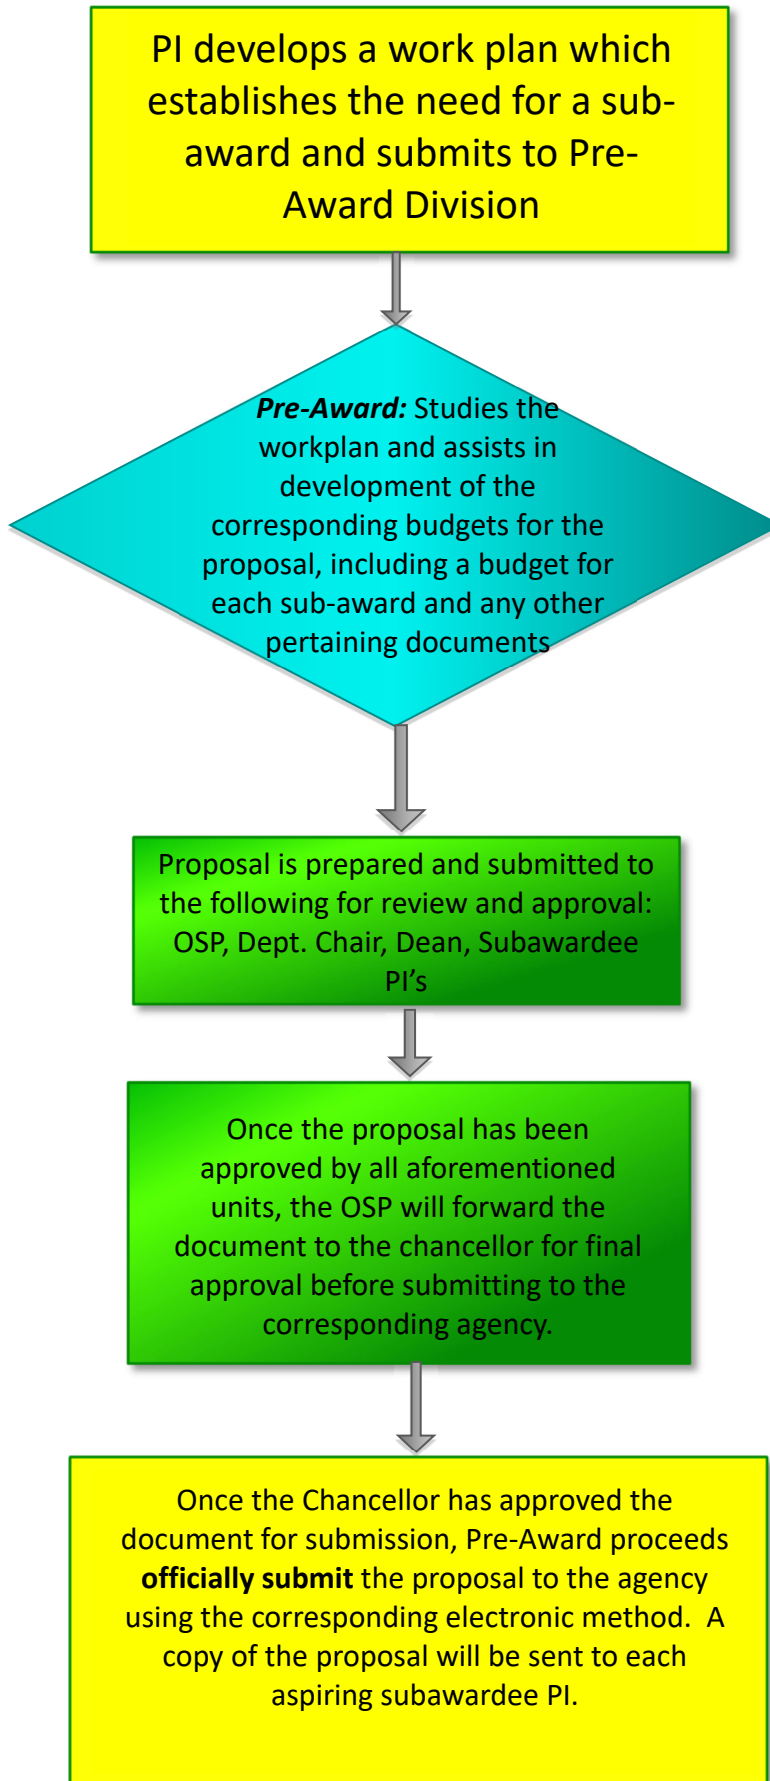 PI develops a work plan which
establishes the need for a sub-
award and submits to Pre-
Award Division
Pre-Award: Studies the
workplan and assists in
development of the
corresponding budgets for the
proposal, including a budget for
each sub-award and any other
pertaining documents
Proposal is prepared and submitted to
the following for review and approval:
OSP, Dept. Chair, Dean, Subawardee
PI’s
Once the proposal has been
approved by all aforementioned
units, the OSP will forward the
document to the chancellor for final
approval before submitting to the
corresponding agency.
Once the Chancellor has approved the
document for submission, Pre-Award proceeds
officially submit the proposal to the agency
using the corresponding electronic method.  A
copy of the proposal will be sent to each
aspiring subawardee PI.